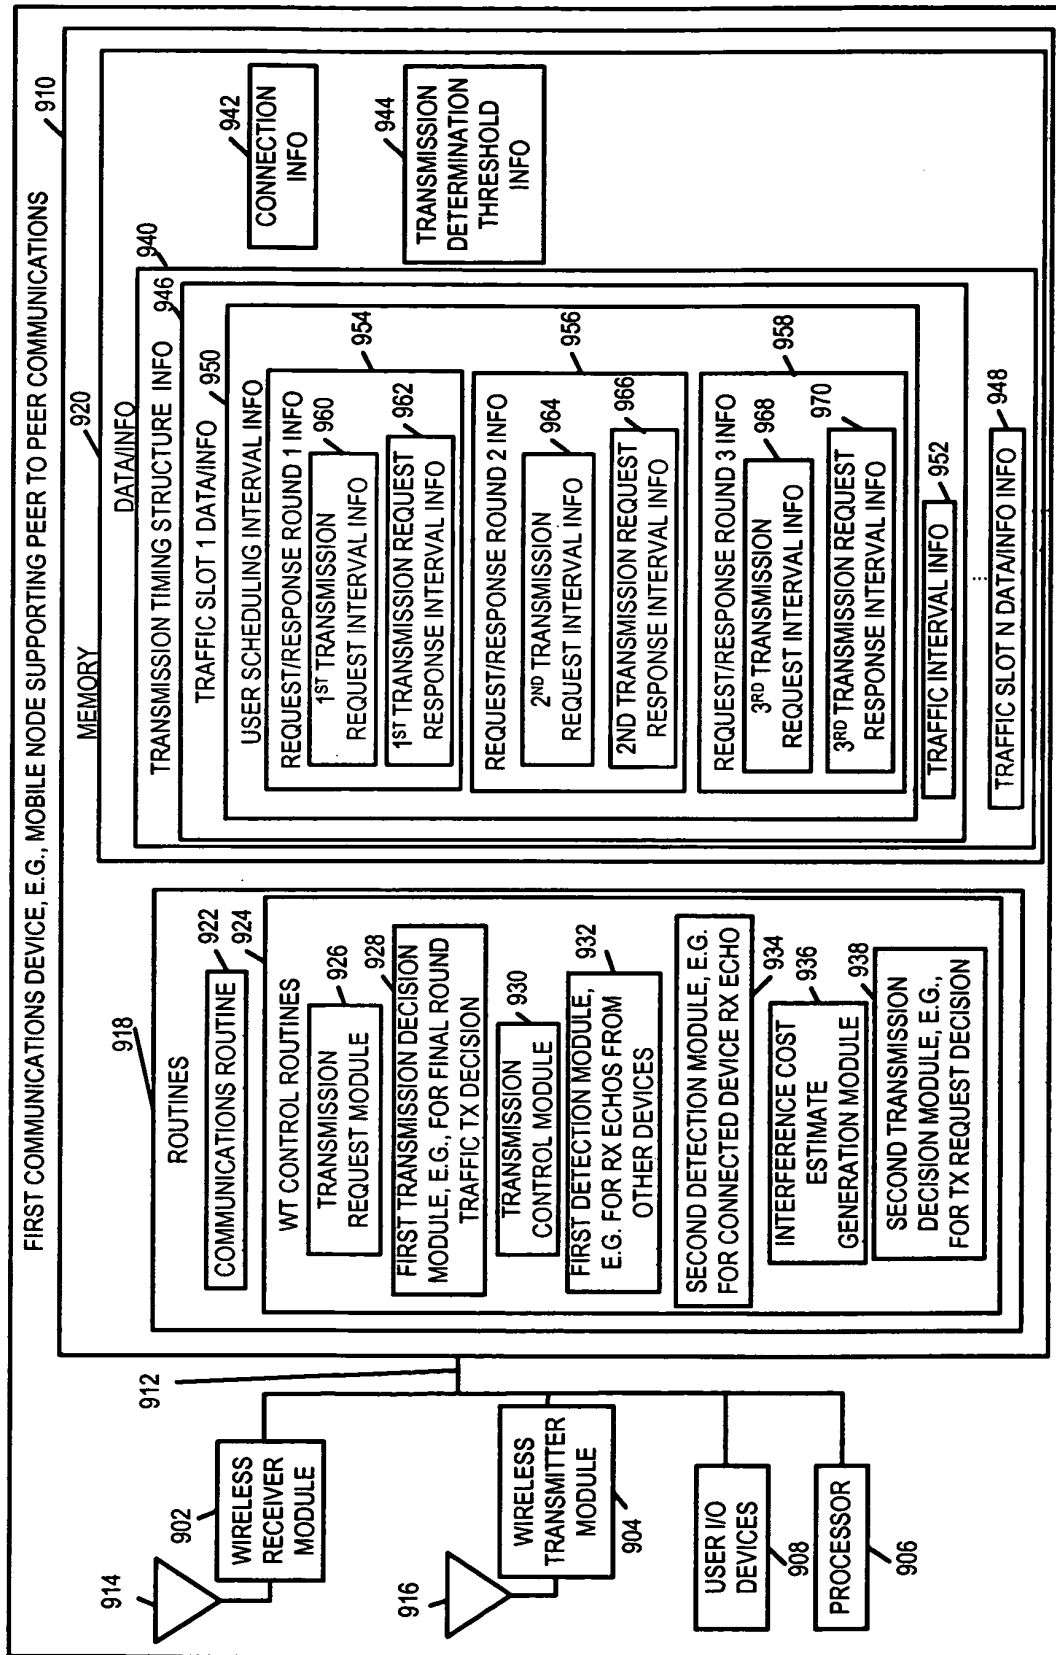 FIRST COMMUNICATIONS DEVICE, E.G., MOBILE NODE SUPPORTING PEER TO PEER COMMUNICATIONS
910
914
902
WIRELESS
RECEIVER
MODULE
916
WIRELESS
TRANSMITTER
MODULE
904
USER I/O
DEVICES
908
PROCESSOR
906
912
MEMORY
920
918
ROUTINES
922
COMMUNICATIONS ROUTINE
924
WT CONTROL ROUTINES
926
TRANSMISSION
REQUEST MODULE
928
FIRST TRANSMISSION DECISION
MODULE, E.G., FOR FINAL ROUND
TRAFFIC TX DECISION
930
TRANSMISSION
CONTROL MODULE
932
FIRST DETECTION MODULE,
E.G. FOR RX ECHOS FROM
OTHER DEVICES
SECOND DETECTION MODULE, E.G.
FOR CONNECTED DEVICE RX ECHO
934
936
INTERFERENCE COST
ESTIMATE
GENERATION MODULE
938
SECOND TRANSMISSION
DECISION MODULE, E.G.,
FOR TX REQUEST DECISION
DATA/INFO
940
TRANSMISSION TIMING STRUCTURE INFO
946
TRAFFIC SLOT 1 DATA/INFO
950
USER SCHEDULING INTERVAL INFO
REQUEST/RESPONSE ROUND 1 INFO
954
960
1ST TRANSMISSION
REQUEST INTERVAL INFO
962
1ST TRANSMISSION REQUEST
RESPONSE INTERVAL INFO
REQUEST/RESPONSE ROUND 2 INFO
956
964
2ND TRANSMISSION
REQUEST INTERVAL INFO
966
2ND TRANSMISSION REQUEST
RESPONSE INTERVAL INFO
REQUEST/RESPONSE ROUND 3 INFO
958
968
3RD TRANSMISSION
REQUEST INTERVAL INFO
970
3RD TRANSMISSION REQUEST
RESPONSE INTERVAL INFO
TRAFFIC INTERVAL INFO
952
...
TRAFFIC SLOT N DATA/INFO INFO
948
942
CONNECTION
INFO
944
TRANSMISSION
DETERMINATION
THRESHOLD
INFO